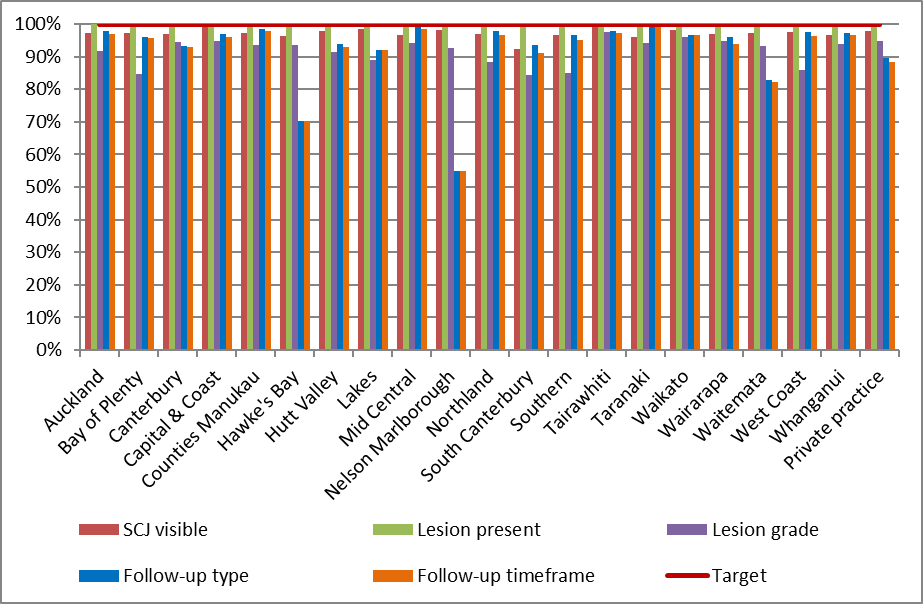 100%
90%
80%
70%
60%
50%
40%
30%
20%
10%
0%
Auckland
Bay of Plenty
Canterbury
Capital & Coast
Counties Manukau
Hawke's Bay
Hutt Valley
Lakes
Mid Central
Nelson Marlborough
Northland
South Canterbury
Southern
Tairawhiti
Taranaki
Waikato
Wairarapa
Waitemata
West Coast
Whanganui
Private practice
SCJ visible
Lesion present
Lesion grade
Follow-up type
Follow-up timeframe
Target